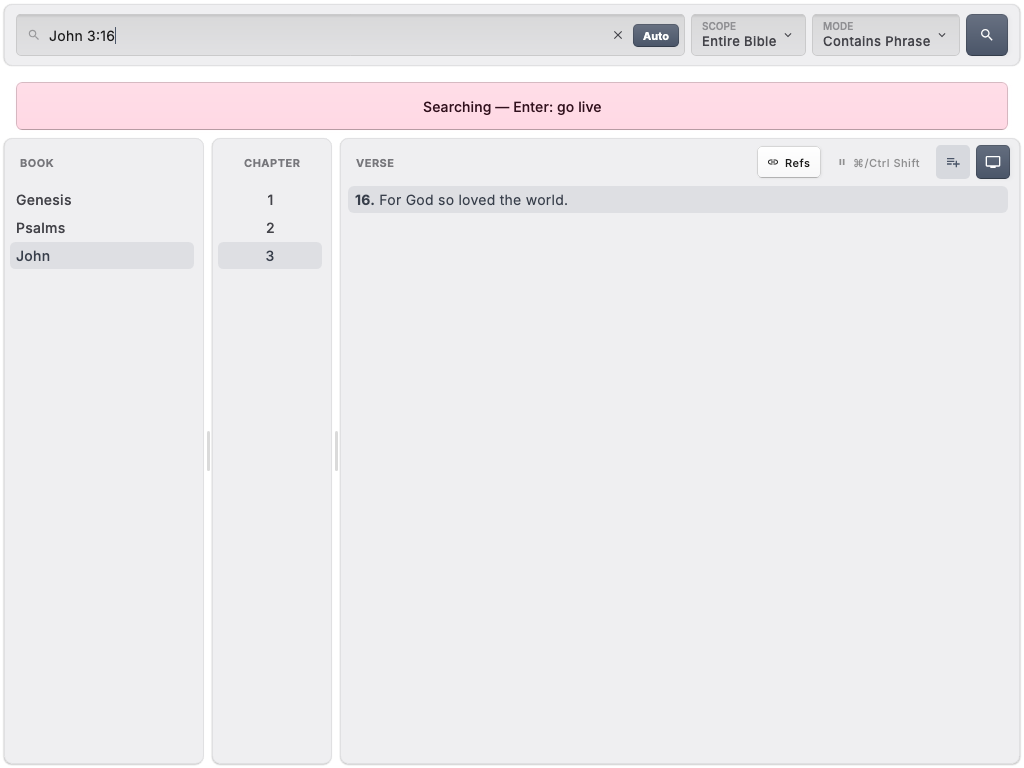 John 3:16
Auto
SCOPE
Entire Bible
MODE
Contains Phrase
Searching — Enter: go live
BOOK
Genesis
Psalms
John
CHAPTER
1
2
3
VERSE
Refs
⌘/Ctrl Shift
16. For God so loved the world.